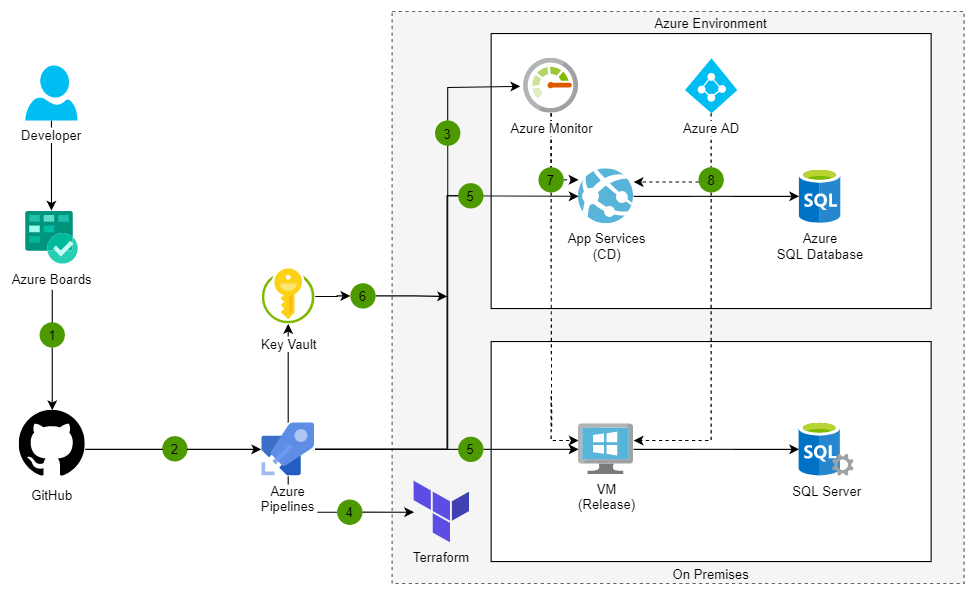 Azure Environment
Developer
Azure Monitor
Azure AD
3
7
8
5
SQL
App Services
(CD)
Azure
SQL Database
Azure Boards
6
1
Key Vault
2
5
SQL
Azure
Pipelines
GitHub
VM
(Release)
SQL Server
4
Terraform
On Premises